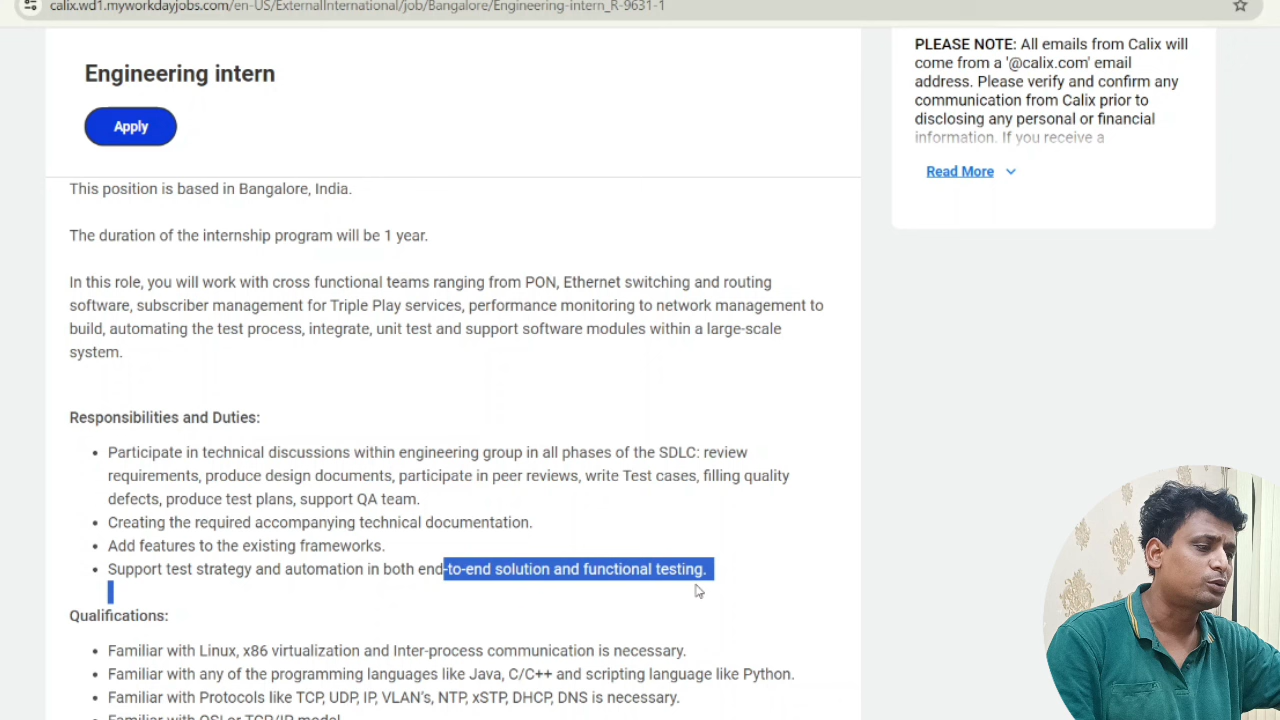 calix.wd1.myworkdayjobs.com/en-US/ExternalInternational/job/Bangalore/Engineering-intern_R-9631-1
Engineering intern
Apply
This position is based in Bangalore, India.
The duration of the internship program will be 1 year.
In this role, you will work with cross functional teams ranging from PON, Ethernet switching and routing
software, subscriber management for Triple Play services, performance monitoring to network management to
build, automating the test process, integrate, unit test and support software modules within a large-scale
system.
Responsibilities and Duties:
• Participate in technical discussions within engineering group in all phases of the SDLC: review
requirements, produce design documents, participate in peer reviews, write Test cases, filling quality
defects, produce test plans, support QA team.
• Creating the required accompanying technical documentation.
• Add features to the existing frameworks.
• Support test strategy and automation in both end-to-end solution and functional testing.
Qualifications:
• Familiar with Linux, x86 virtualization and Inter-process communication is necessary.
• Familiar with any of the programming languages like Java, C/C++ and scripting language like Python.
• Familiar with Protocols like TCP, UDP, IP, VLAN's, NTP, xSTP, DHCP, DNS is necessary.
• Familiar with OSI or TCP/IP model
PLEASE NOTE: All emails from Calix will
come from a '@calix.com' email
address. Please verify and confirm any
communication from Calix prior to
disclosing any personal or financial
information. If you receive a
Read More